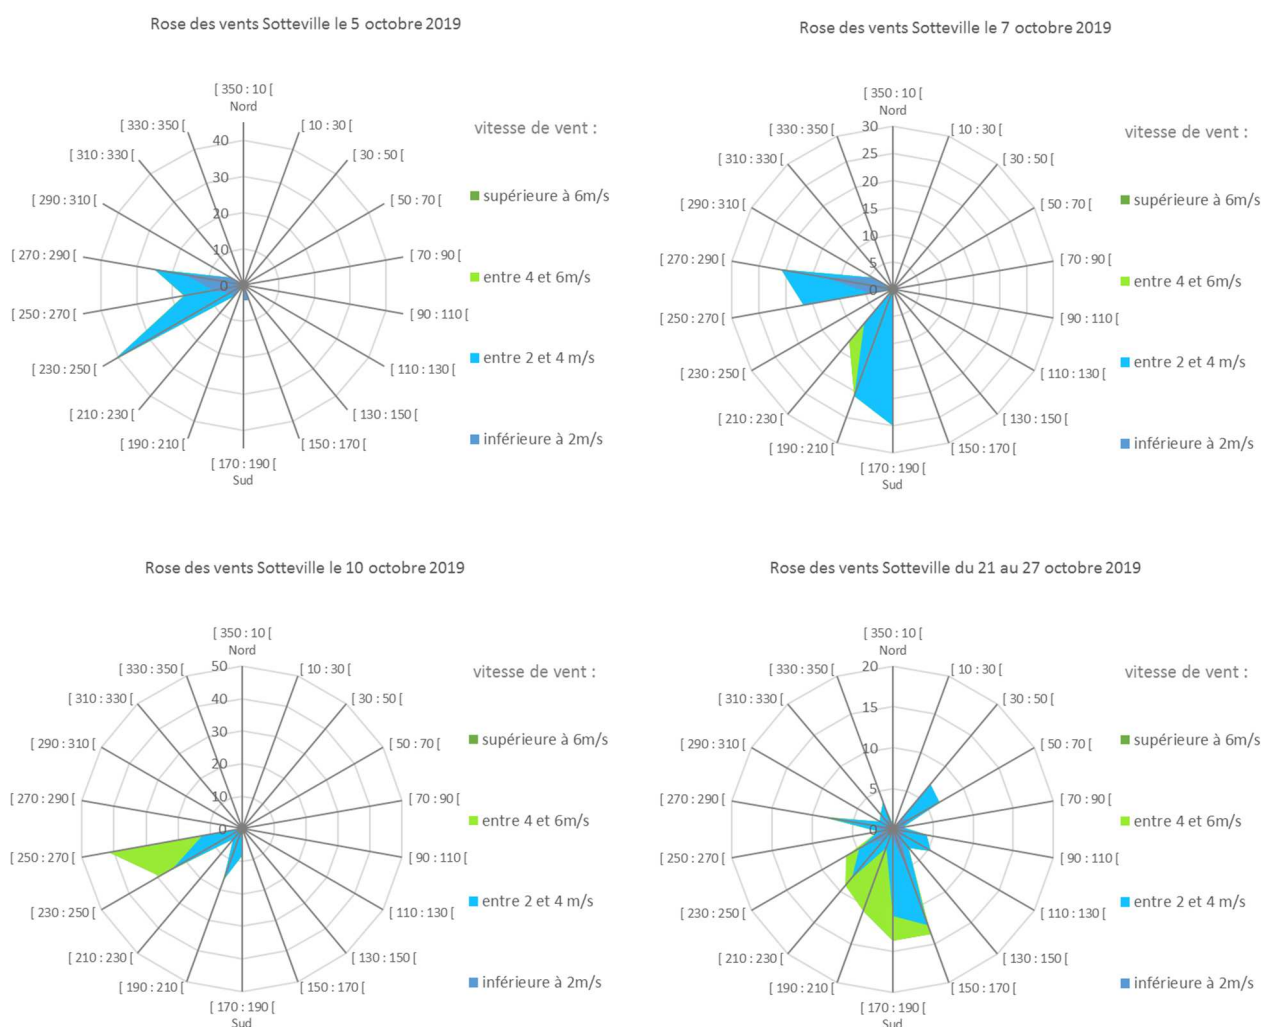 Rose des vents Sotteville le 5 octobre 2019
[ 350 : 10 [
Nord
[ 10 : 30 [
[ 30 : 50 [
[ 50 : 70 [
[ 70 : 90 [
[ 90 : 110 [
[ 110 : 130 [
[ 130 : 150 [
[ 150 : 170 [
[ 170 : 190 [
Sud
[ 190 : 210 [
[ 210 : 230 [
[ 230 : 250 [
[ 250 : 270 [
[ 270 : 290 [
[ 290 : 310 [
[ 310 : 330 [
[ 330 : 350 [
40
30
20
10
0
vitesse de vent :
supérieure à 6m/s
entre 4 et 6m/s
entre 2 et 4 m/s
inférieure à 2m/s
Rose des vents Sotteville le 7 octobre 2019
[ 350 : 10 [
Nord
[ 10 : 30 [
[ 30 : 50 [
[ 50 : 70 [
[ 70 : 90 [
[ 90 : 110 [
[ 110 : 130 [
[ 130 : 150 [
[ 150 : 170 [
[ 170 : 190 [
Sud
[ 190 : 210 [
[ 210 : 230 [
[ 230 : 250 [
[ 250 : 270 [
[ 270 : 290 [
[ 290 : 310 [
[ 310 : 330 [
[ 330 : 350 [
30
25
20
15
10
5
0
vitesse de vent :
supérieure à 6m/s
entre 4 et 6m/s
entre 2 et 4 m/s
inférieure à 2m/s
Rose des vents Sotteville le 10 octobre 2019
[ 350 : 10 [
Nord
[ 10 : 30 [
[ 30 : 50 [
[ 50 : 70 [
[ 70 : 90 [
[ 90 : 110 [
[ 110 : 130 [
[ 130 : 150 [
[ 150 : 170 [
[ 170 : 190 [
Sud
[ 190 : 210 [
[ 210 : 230 [
[ 230 : 250 [
[ 250 : 270 [
[ 270 : 290 [
[ 290 : 310 [
[ 310 : 330 [
[ 330 : 350 [
50
40
30
20
10
0
vitesse de vent :
supérieure à 6m/s
entre 4 et 6m/s
entre 2 et 4 m/s
inférieure à 2m/s
Rose des vents Sotteville du 21 au 27 octobre 2019
[ 350 : 10 [
Nord
[ 10 : 30 [
[ 30 : 50 [
[ 50 : 70 [
[ 70 : 90 [
[ 90 : 110 [
[ 110 : 130 [
[ 130 : 150 [
[ 150 : 170 [
[ 170 : 190 [
Sud
[ 190 : 210 [
[ 210 : 230 [
[ 230 : 250 [
[ 250 : 270 [
[ 270 : 290 [
[ 290 : 310 [
[ 310 : 330 [
[ 330 : 350 [
20
15
10
5
0
vitesse de vent :
supérieure à 6m/s
entre 4 et 6m/s
entre 2 et 4 m/s
inférieure à 2m/s